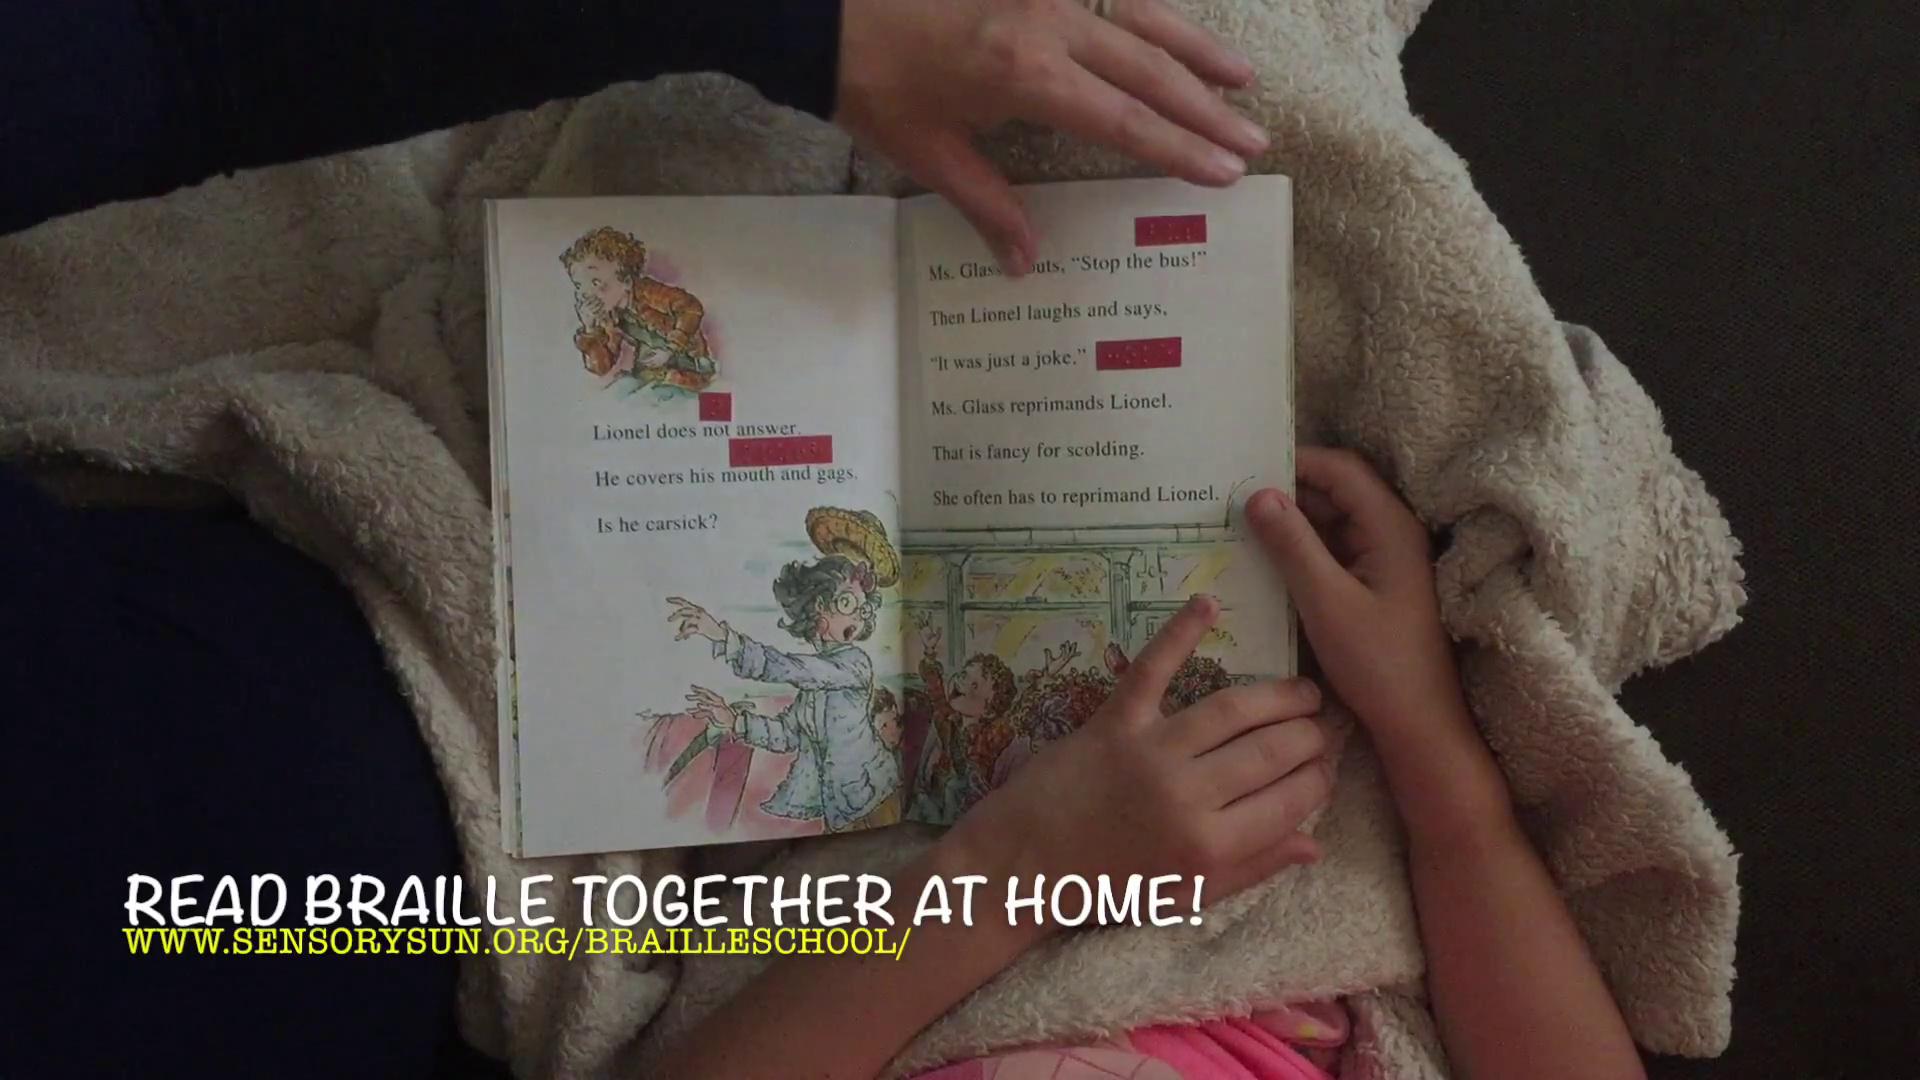 Lionel does not answer.
He covers his mouth and gags.
Is he carsick?
Ms. Glass "Stop the bus!"
Then Lionel laughs and says,
"It was just a joke."
Ms. Glass reprimands Lionel.
That is fancy for scolding.
She often has to reprimand Lionel.
READ BRAILLE TOGETHER AT HOME!
WWW.SENSORYSUN.ORG/BRAILLESCHOOL/